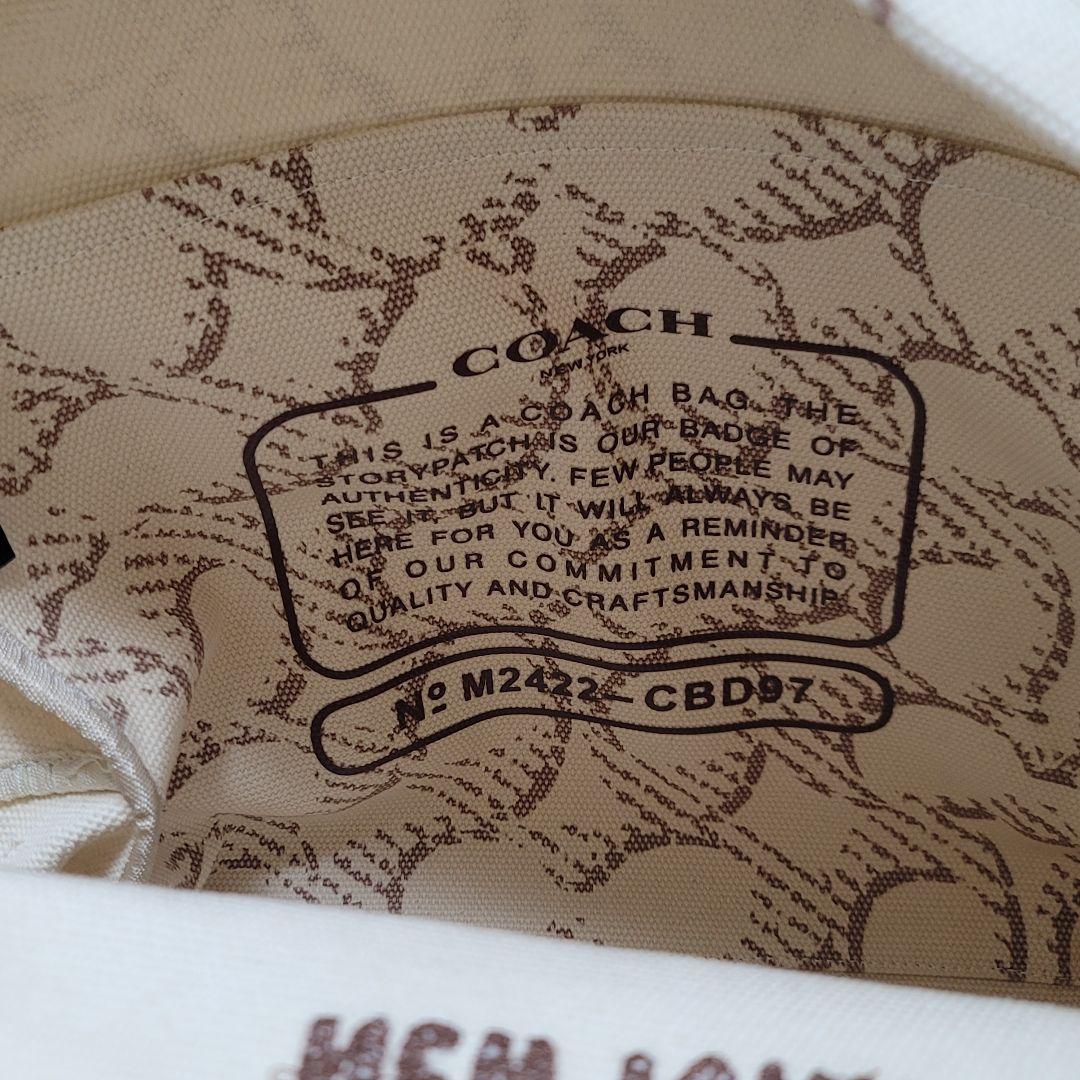 COACH
NEW YORK
THIS IS A COACH BAG. THE
STORYPATCH IS OUR BADGE OF
AUTHENTICITY. FEW PEOPLE MAY
SEE IT, BUT IT WILL ALWAYS BE
HERE FOR YOU AS A REMINDER
OF OUR COMMITMENT TO
QUALITY AND CRAFTSMANSHIP.
Nº M2422-CBD97